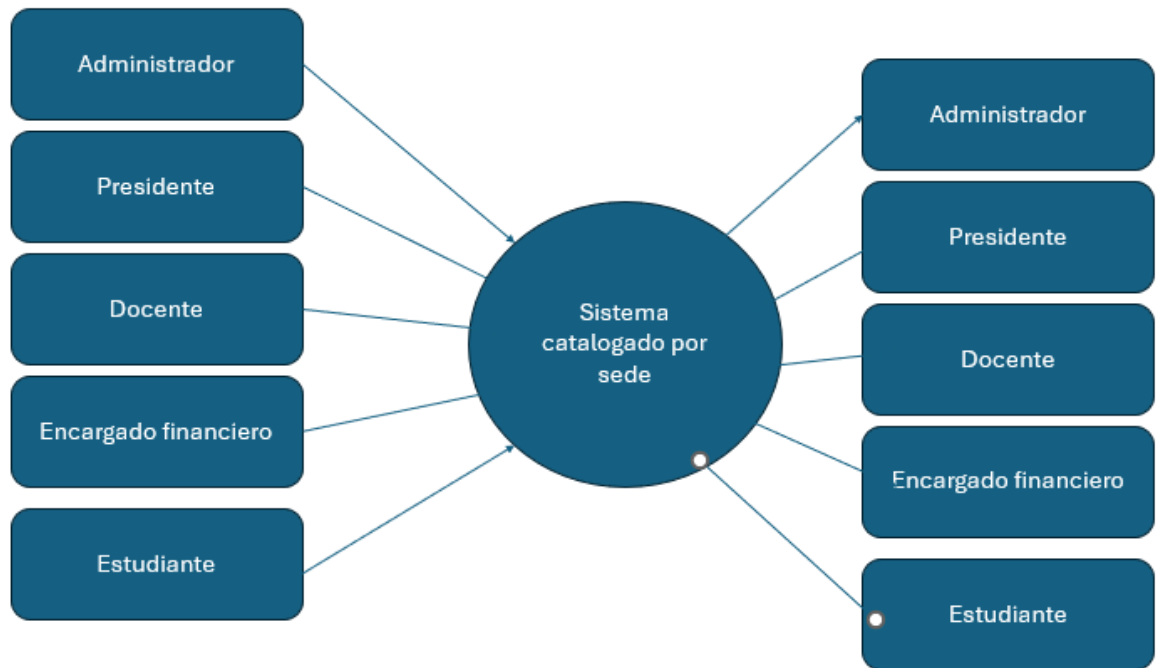 Administrador
Presidente
Docente
Encargado financiero
Estudiante
Sistema
catalogado por
sede
Administrador
Presidente
Docente
Encargado financiero
Estudiante